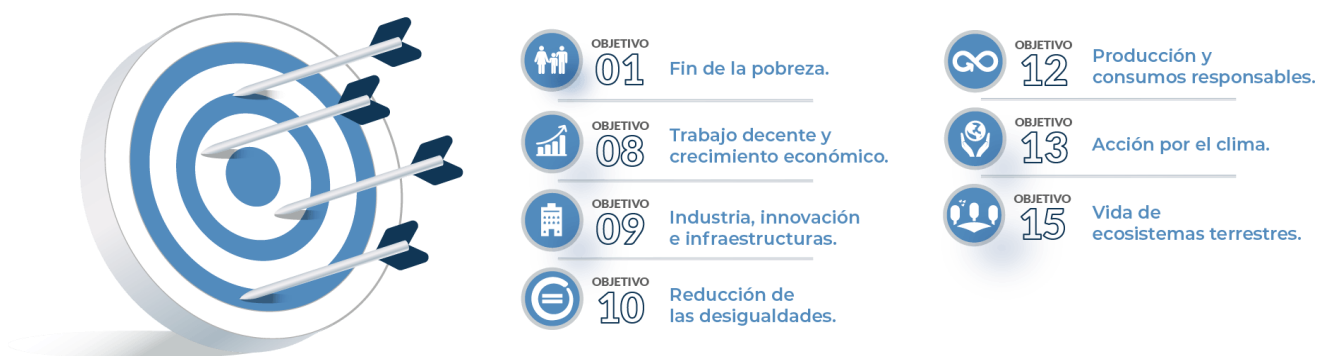 OBJETIVO
01
Fin de la pobreza.
OBJETIVO
08
Trabajo decente y
crecimiento económico.
OBJETIVO
09
Industria, innovación
e infraestructuras.
OBJETIVO
10
Reducción de
las desigualdades.
OBJETIVO
12
Producción y
consumos responsables.
OBJETIVO
13
Acción por el clima.
OBJETIVO
15
Vida de
ecosistemas terrestres.